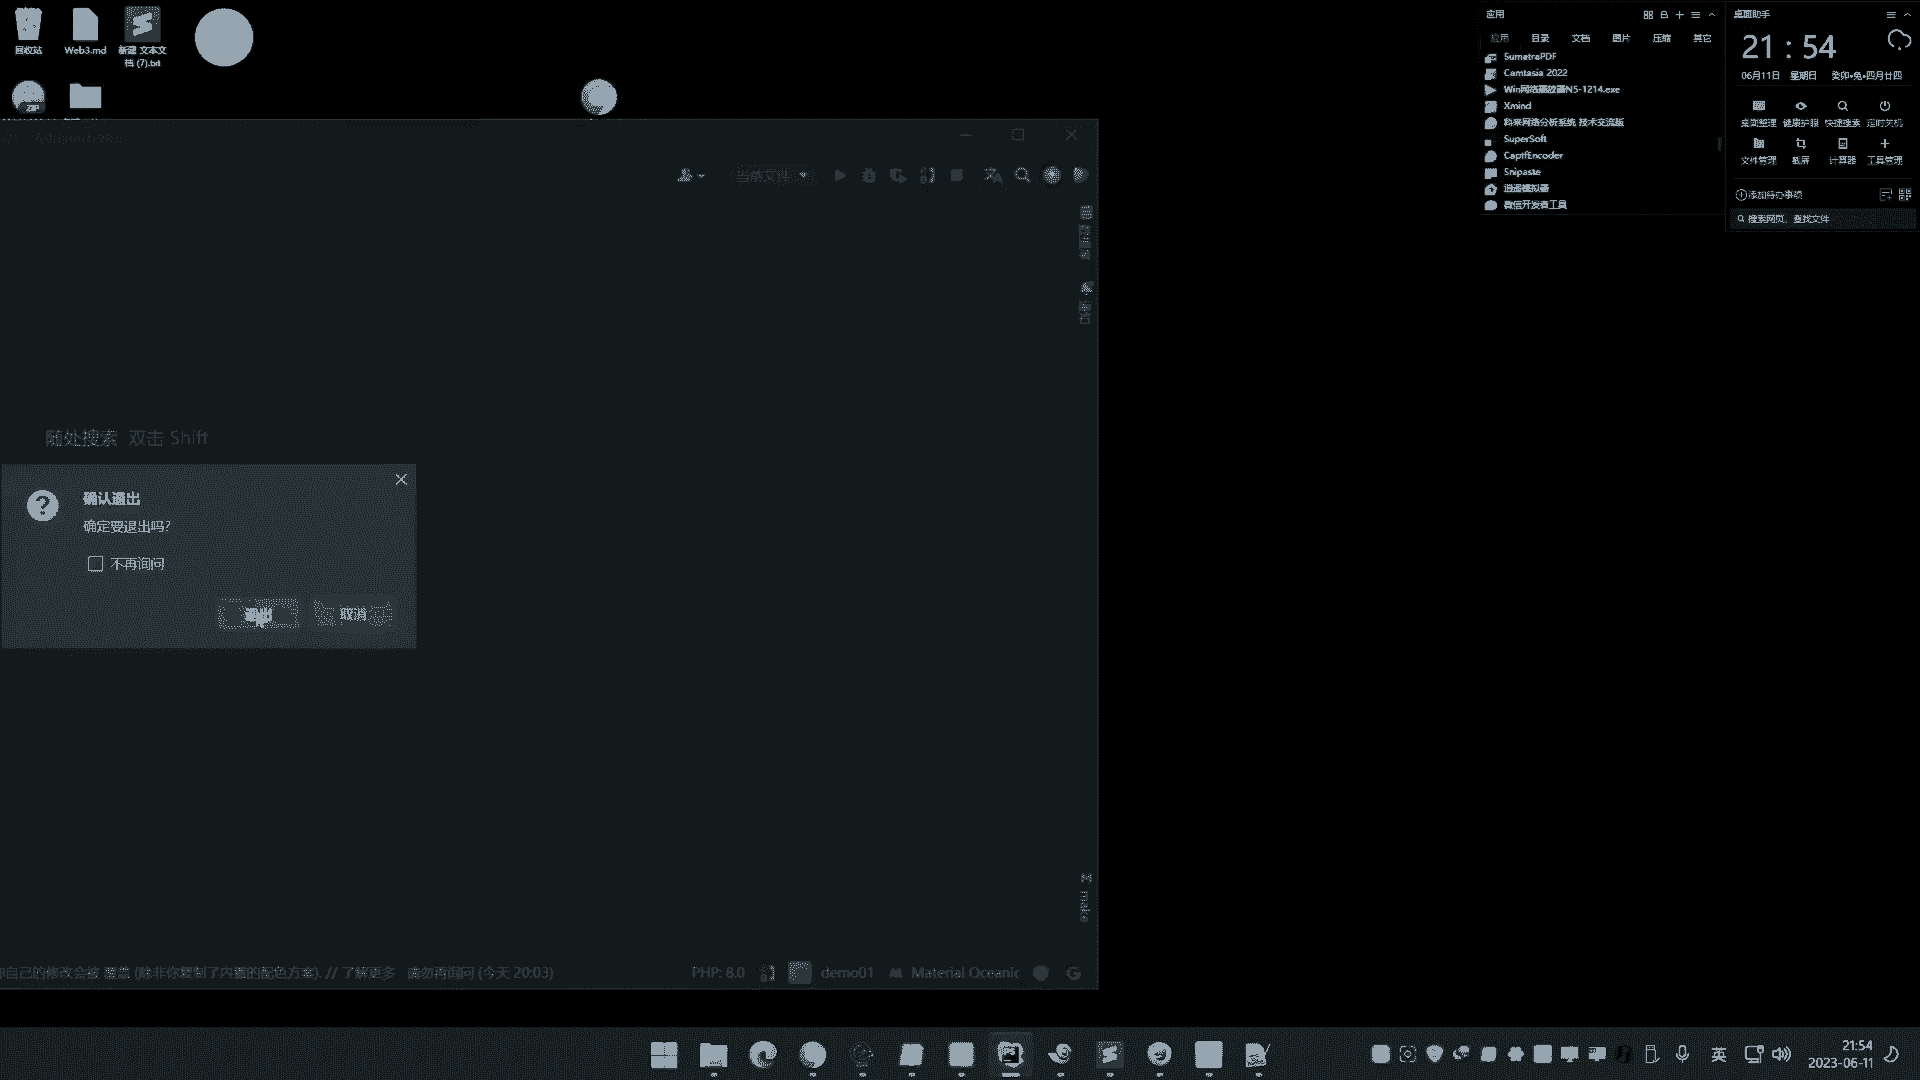 回收站
Web3.md
新建 文本文
档 (7).txt
ZIP
当前文件
随处搜索 双击 Shift
确认退出
确定要退出吗?
不再询问
退出
取消
make
你自己的修改会被 覆盖 (除非你复制了内置的配色方案). // 了解更多 请勿再询问 (今天 20:03)
PHP: 8.0
demo01
Material Oceanic
应用
应用 目录 文档 图片 压缩 其它
SumatraPDF
Camtasia 2022
Win网络播放器N5-1214.exe
Xmind
科来网络分析系统 技术交流版
SuperSoft
CaptfEncoder
Snipaste
逍遥模拟器
微信开发者工具
桌面助手
21 : 54
06月11日 星期日 癸卯•兔•四月廿四
桌面整理 健康护眼 快捷搜索 定时关机
文件管理 截屏 计算器 工具管理
添加待办事项
搜索网页、查找文件
PS
英
21:54
2023-06-11